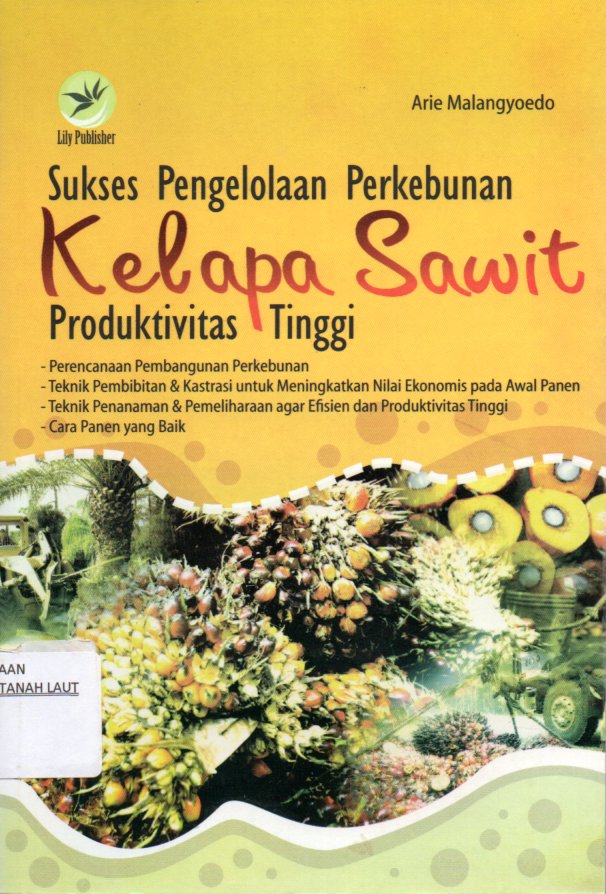 Arie Malangyoedo
Lily Publisher
Sukses Pengelolaan Perkebunan
Kelapa Sawit
Produktivitas Tinggi
- Perencanaan Pembangunan Perkebunan
- Teknik Pembibitan & Kastrasi untuk Meningkatkan Nilai Ekonomis pada Awal Panen
- Teknik Penanaman & Pemeliharaan agar Efisien dan Produktivitas Tinggi
- Cara Panen yang Baik
AAN
TANAH LAUT